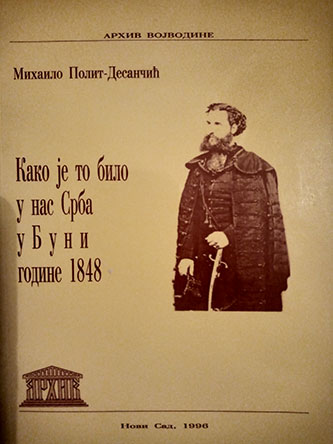 АРХИВ ВОЈВОДИНЕ
Михаило Полит-Десанчић
Како је то било
у нас Срба
у Буни
године 1848
АРХИВ
Нови Сад, 1996